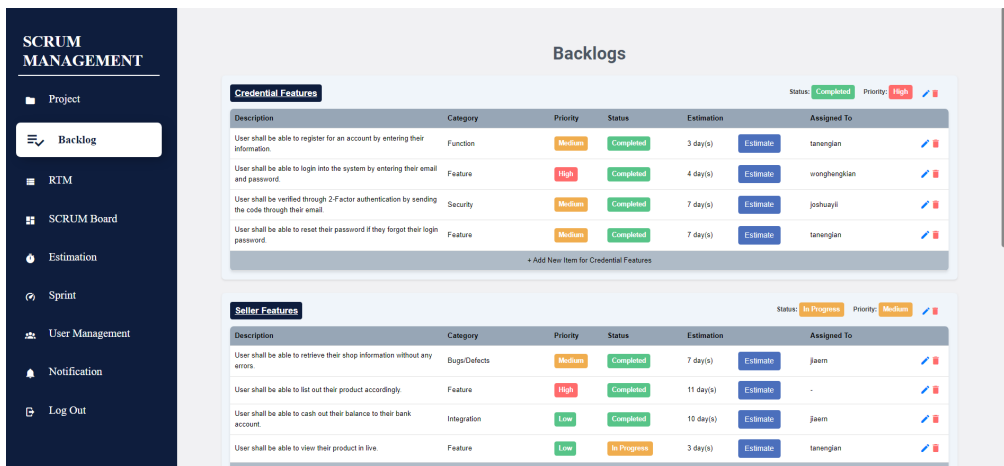 SCRUM
MANAGEMENT
Project
Backlog
RTM
SCRUM Board
Estimation
Sprint
User Management
Notification
Log Out
Backlogs
Credential Features Status: Completed Priority: High
Description Category Priority Status Estimation Assigned To
User shall be able to register for an account by entering their
information. Function Medium Completed 3 day(s) Estimate tanengian
User shall be able to login into the system by entering their email
and password. Feature High Completed 4 day(s) Estimate wonghengkian
User shall be verified through 2-Factor authentication by sending
the code through their email. Security Medium Completed 7 day(s) Estimate joshuayii
User shall be able to reset their password if they forgot their login
password. Feature Medium Completed 7 day(s) Estimate tanengian
+ Add New Item for Credential Features
Seller Features Status: In Progress Priority: Medium
Description Category Priority Status Estimation Assigned To
User shall be able to retrieve their shop information without any
errors. Bugs/Defects Medium Completed 7 day(s) Estimate jiaern
User shall be able to list out their product accordingly. Feature High Completed 11 day(s) Estimate -
User shall be able to cash out their balance to their bank
account. Integration Low Completed 10 day(s) Estimate jiaern
User shall be able to view their product in live. Feature Low In Progress 3 day(s) Estimate tanengian